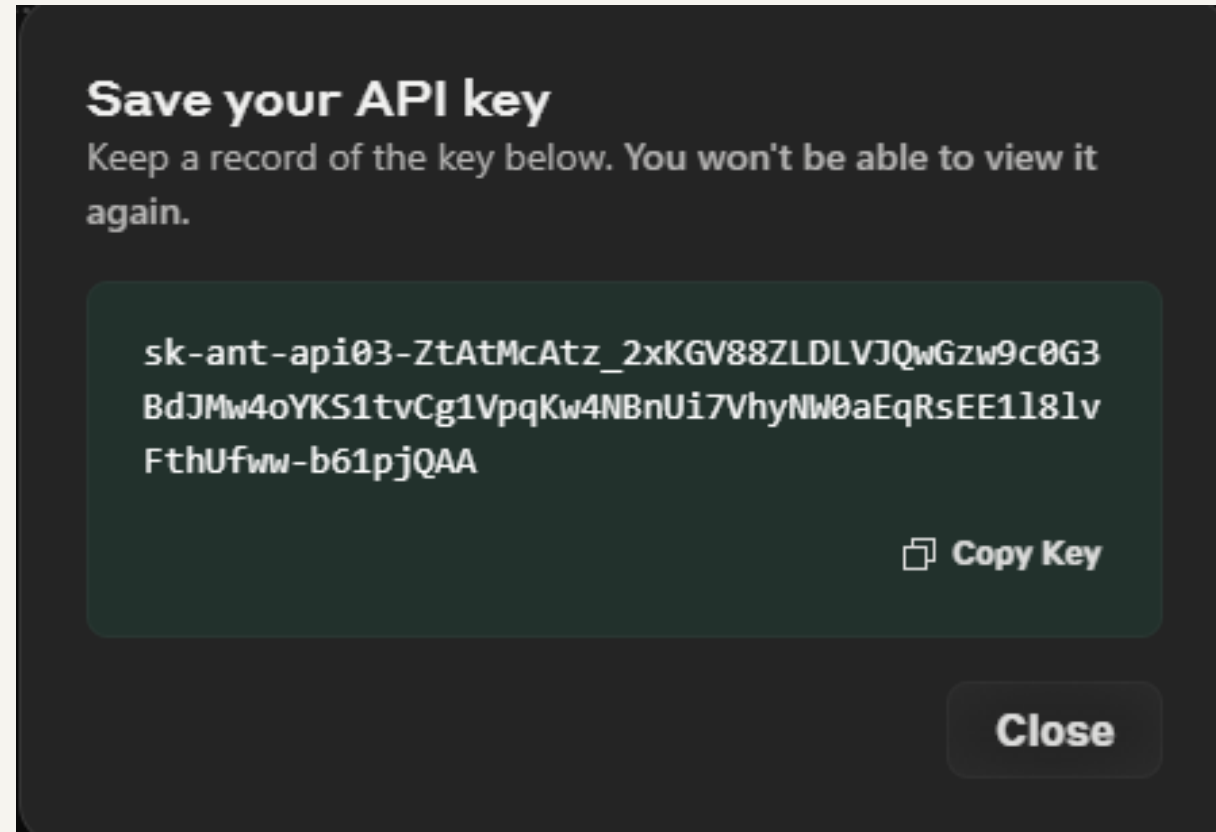 Save your API key
Keep a record of the key below. You won't be able to view it
again.
sk-ant-api03-ZtAtMcAtz_2xKGV88ZLDLVJQwGzw9c0G3
BdJMw4oYKS1tvCg1VpqKw4NBnUi7VhyNW0aEqRsEE1l8lv
FthUfww-b61pjQAA
Copy Key
Close